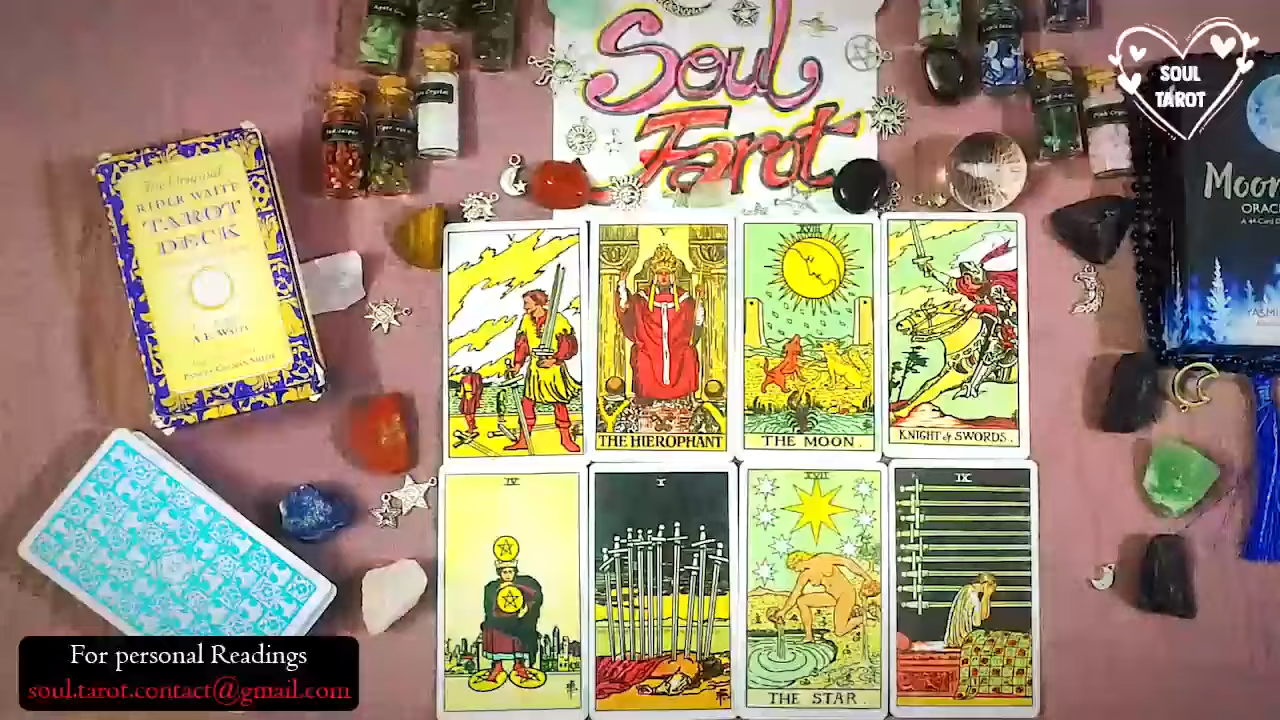 Soul
Tarot
SOUL
TAROT
The Original
RIDER WAITE
TAROT
DECK
A.E. WAITE
PAMELA COLMAN SMITH
Moon
ORAC
V
V
THE HIEROPHANT
XVIII
THE MOON.
KNIGHT of SWORDS.
IV
XVII
THE STAR.
IX
For personal Readings
soul.tarot.contact@gmail.com